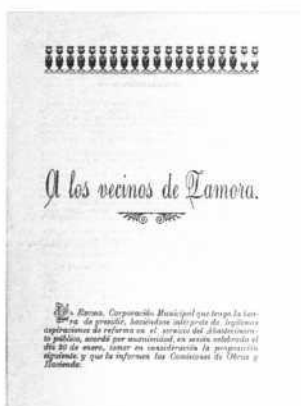 A los vecinos de Zamora.
La Excma. Corporación Municipal que tengo la hon-
ra de presidir, haciéndose intérprete de legítimas
aspiraciones de reforma en el servicio del Abastecimien-
to público, acordó por unanimidad, en sesión celebrada el
día 20 de enero, tomar en consideración la proposición
siguiente, y que la informen las Comisiones de Obras y
Hacienda: